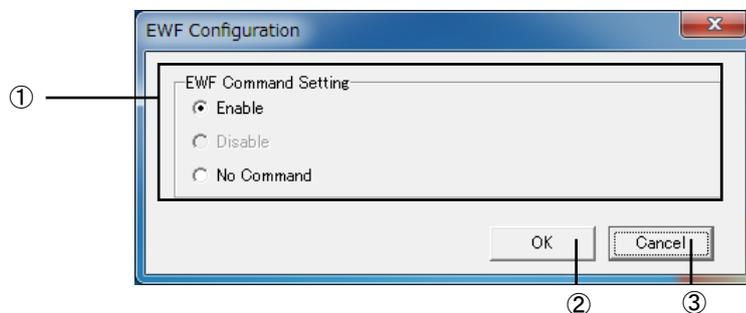 EWF Configuration
EWF Command Setting
① Enable
Disable
No Command
OK Cancel
② ③